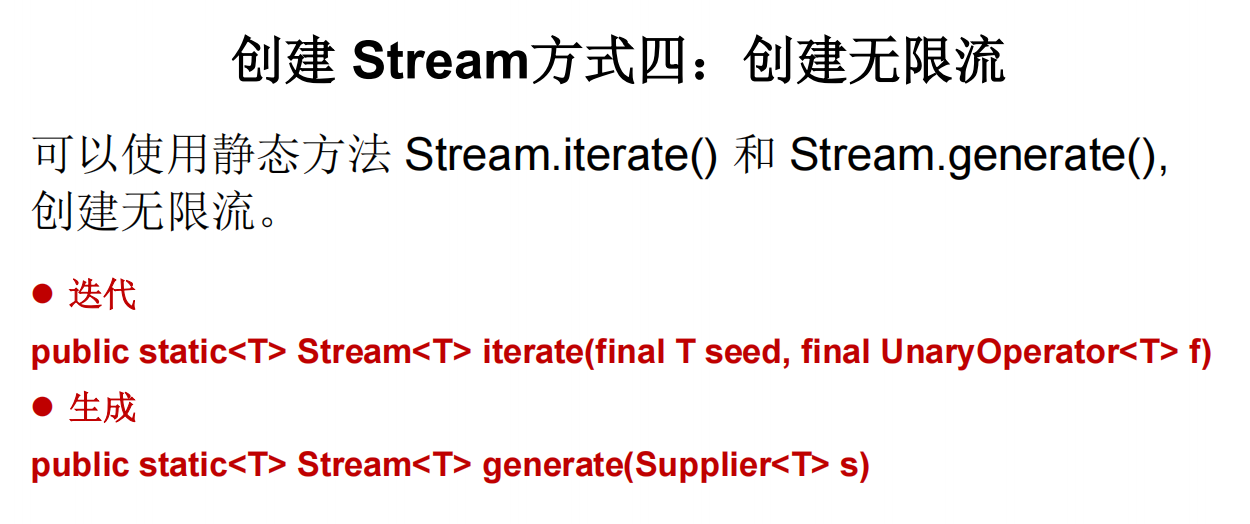 创建 Stream方式四：创建无限流
可以使用静态方法 Stream.iterate() 和 Stream.generate(),
创建无限流。
● 迭代
public static<T> Stream<T> iterate(final T seed, final UnaryOperator<T> f)
● 生成
public static<T> Stream<T> generate(Supplier<T> s)